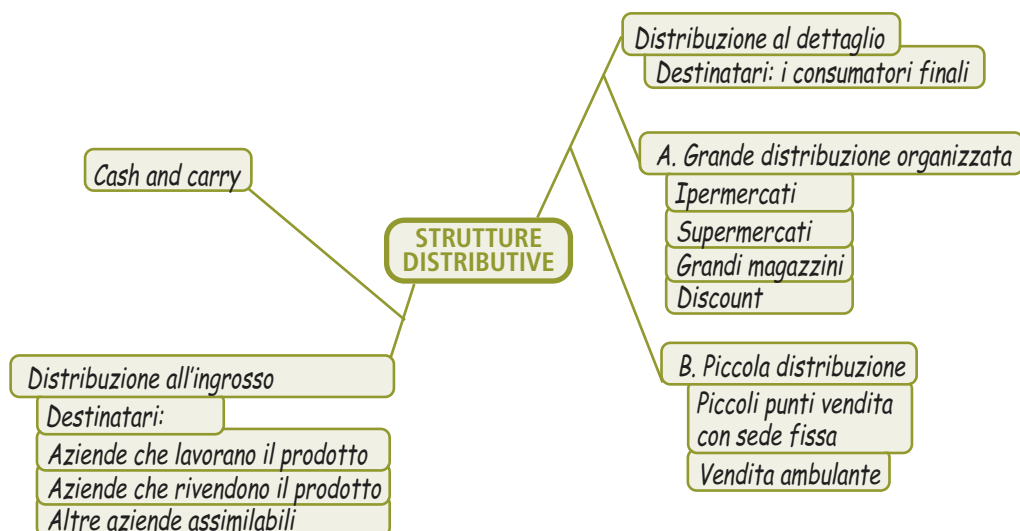 Distribuzione al dettaglio
Destinatari: i consumatori finali
A. Grande distribuzione organizzata
Ipermercati
Supermercati
Grandi magazzini
Discount
B. Piccola distribuzione
Piccoli punti vendita
con sede fissa
Vendita ambulante
STRUTTURE
DISTRIBUTIVE
Cash and carry
Distribuzione all'ingrosso
Destinatari:
Aziende che lavorano il prodotto
Aziende che rivendono il prodotto
Altre aziende assimilabili